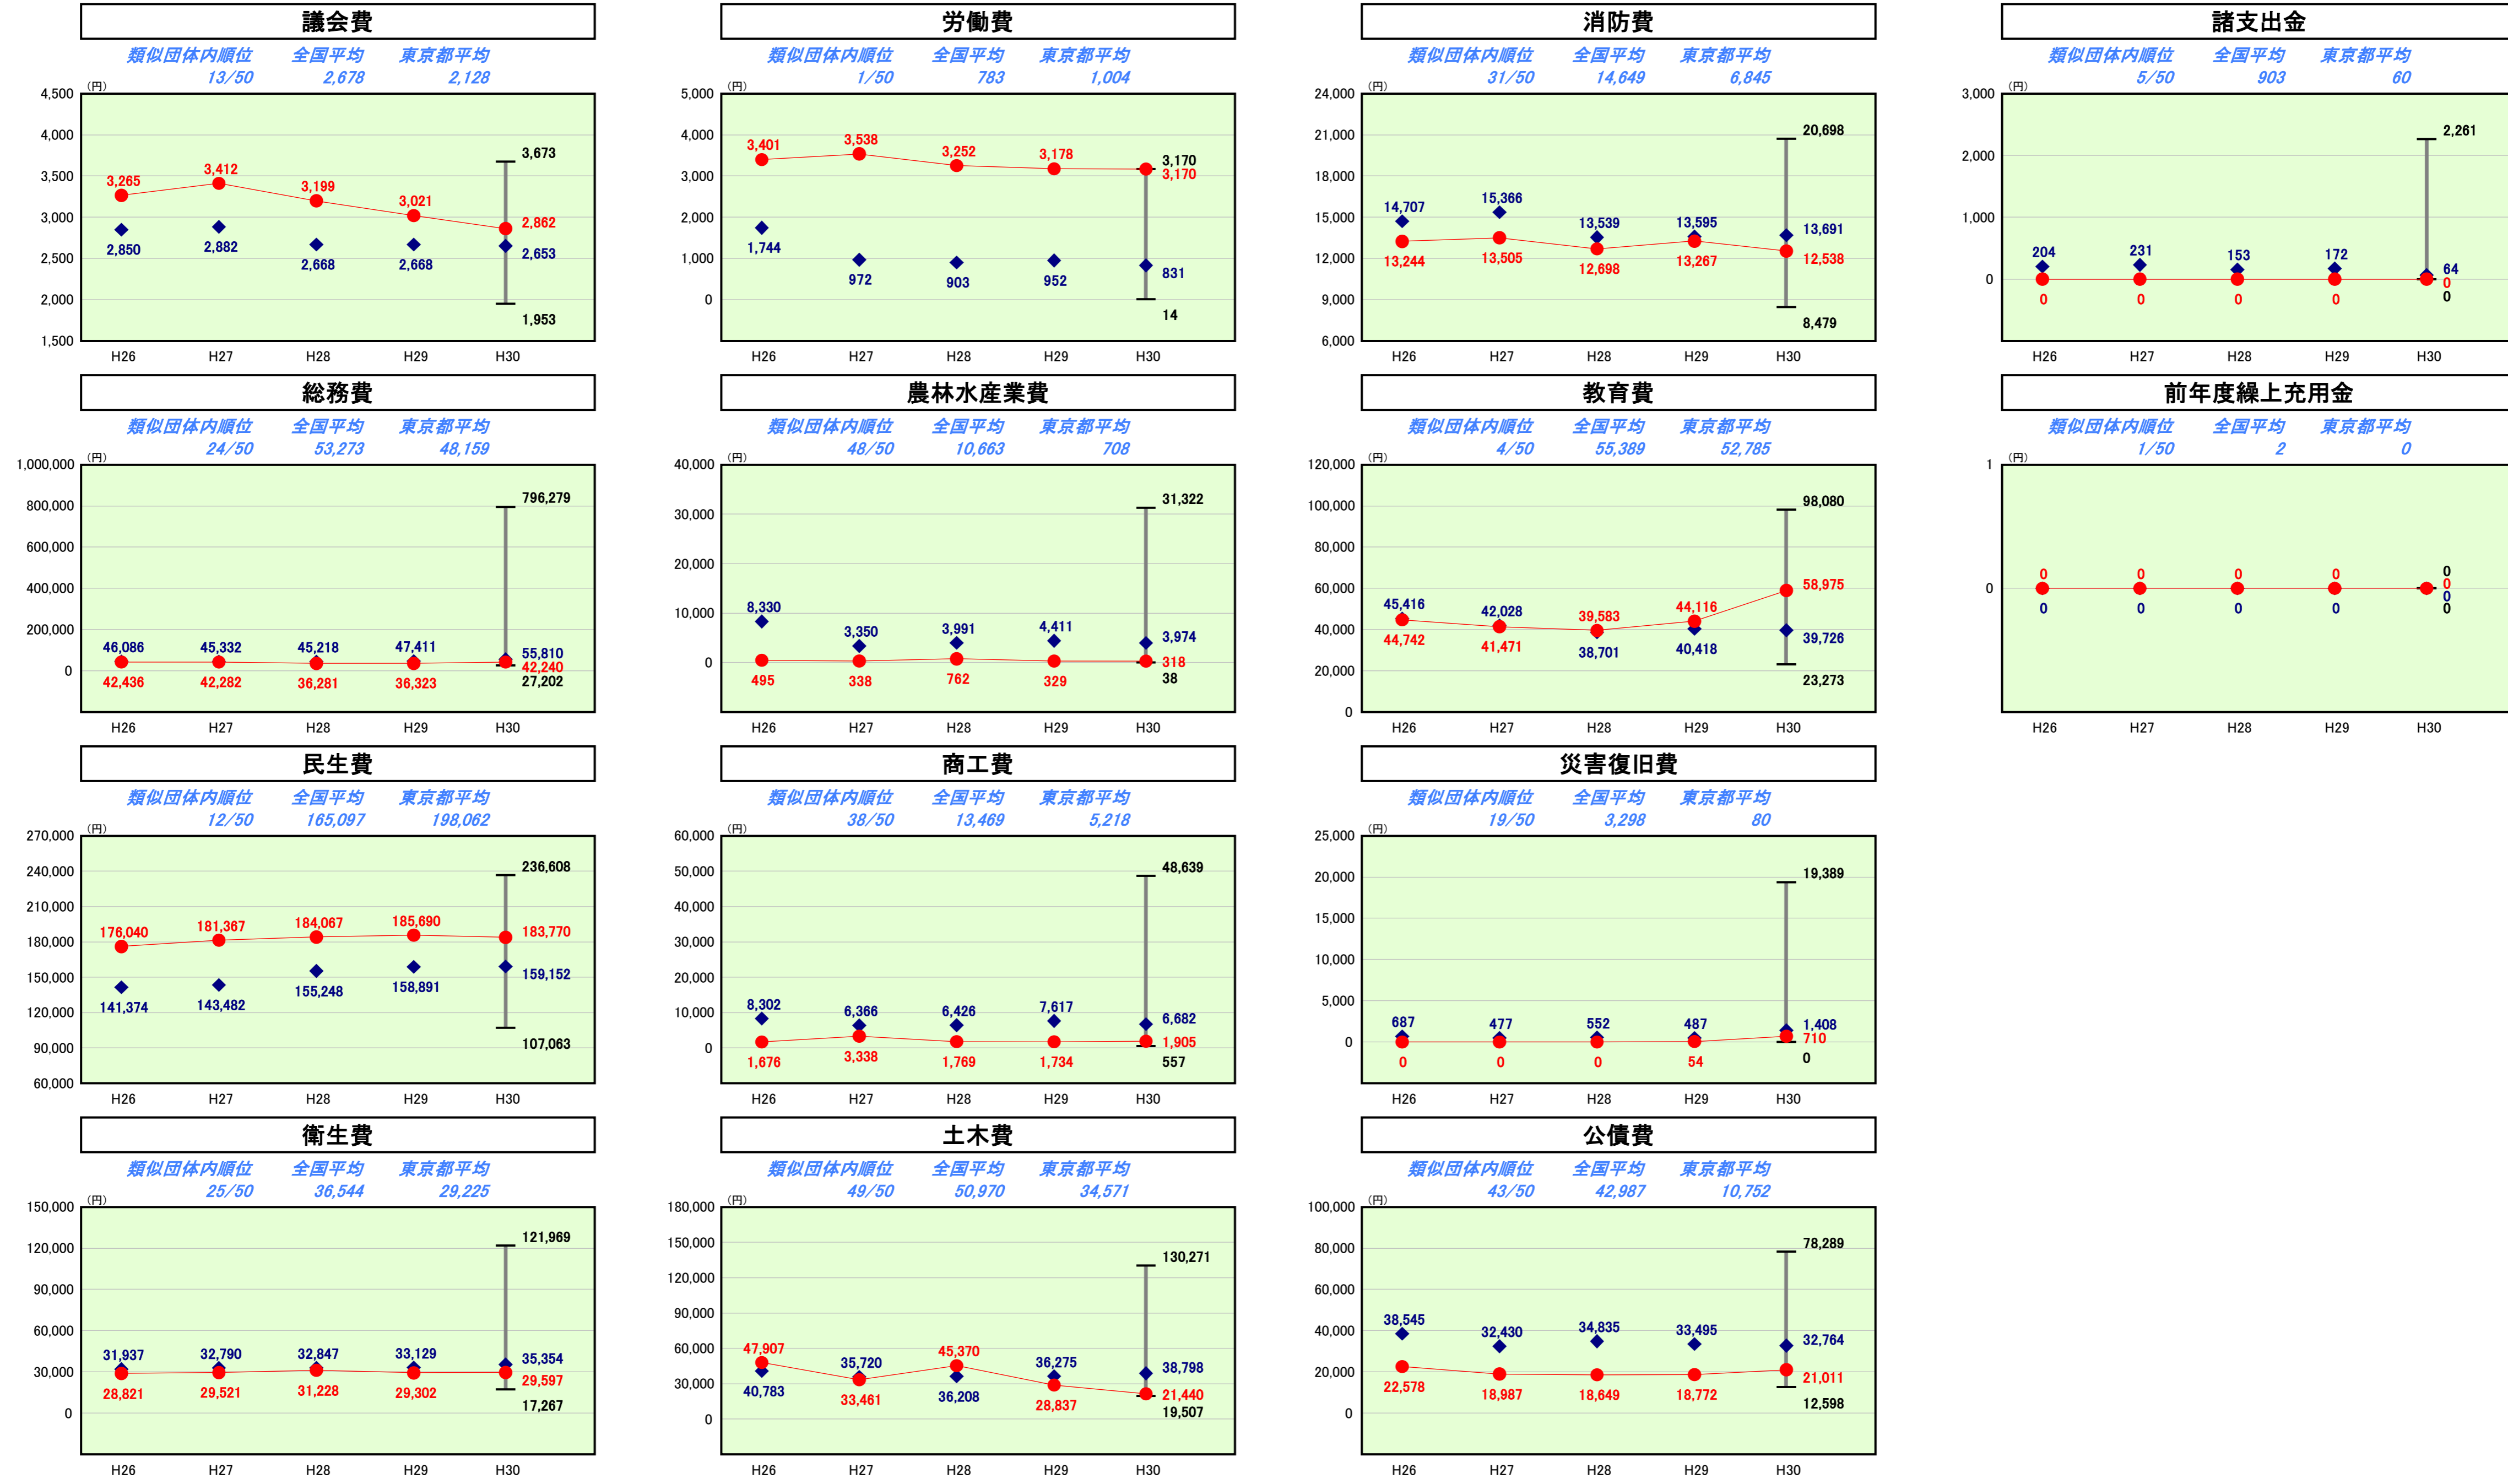 議会費
類似団体内順位 全国平均 東京都平均
13/50 2,678 2,128
(円)
4,500
4,000
3,500
3,000
2,500
2,000
1,500
3,265 3,412 3,199 3,021 2,862
2,850 2,882 2,668 2,668 2,653
3,673
1,953
H26 H27 H28 H29 H30
労働費
類似団体内順位 全国平均 東京都平均
1/50 783 1,004
(円)
5,000
4,000
3,000
2,000
1,000
0
3,401 3,538 3,252 3,178 3,170
1,744 972 903 952 831
3,170
14
H26 H27 H28 H29 H30
消防費
類似団体内順位 全国平均 東京都平均
31/50 14,649 6,845
(円)
24,000
21,000
18,000
15,000
12,000
9,000
6,000
14,707 15,366 13,539 13,595 13,691
13,244 13,505 12,698 13,267 12,538
20,698
8,479
H26 H27 H28 H29 H30
諸支出金
類似団体内順位 全国平均 東京都平均
5/50 903 60
(円)
3,000
2,000
1,000
0
204 231 153 172 64
0 0 0 0 0
2,261
0
H26 H27 H28 H29 H30
総務費
類似団体内順位 全国平均 東京都平均
24/50 53,273 48,159
(円)
1,000,000
800,000
600,000
400,000
200,000
0
46,086 45,332 45,218 47,411 55,810
42,436 42,282 36,281 36,323 42,240
796,279
27,202
H26 H27 H28 H29 H30
農林水産業費
類似団体内順位 全国平均 東京都平均
48/50 10,663 708
(円)
40,000
30,000
20,000
10,000
0
8,330 3,350 3,991 4,411 3,974
495 338 762 329 318
31,322
38
H26 H27 H28 H29 H30
教育費
類似団体内順位 全国平均 東京都平均
4/50 55,389 52,785
(円)
120,000
100,000
80,000
60,000
40,000
20,000
0
45,416 42,028 39,583 44,116 58,975
44,742 41,471 38,701 40,418 39,726
98,080
23,273
H26 H27 H28 H29 H30
前年度繰上充用金
類似団体内順位 全国平均 東京都平均
1/50 2 0
(円)
1
0
0 0 0 0 0
0 0 0 0 0
0
0
H26 H27 H28 H29 H30
民生費
類似団体内順位 全国平均 東京都平均
12/50 165,097 198,062
(円)
270,000
240,000
210,000
180,000
150,000
120,000
90,000
60,000
176,040 181,367 184,067 185,690 183,770
141,374 143,482 155,248 158,891 159,152
236,608
107,063
H26 H27 H28 H29 H30
商工費
類似団体内順位 全国平均 東京都平均
38/50 13,469 5,218
(円)
60,000
50,000
40,000
30,000
20,000
10,000
0
8,302 6,366 6,426 7,617 6,682
1,676 3,338 1,769 1,734 1,905
48,639
557
H26 H27 H28 H29 H30
災害復旧費
類似団体内順位 全国平均 東京都平均
19/50 3,298 80
(円)
25,000
20,000
15,000
10,000
5,000
0
687 477 552 487 1,408
0 0 0 54 710
19,389
0
H26 H27 H28 H29 H30
衛生費
類似団体内順位 全国平均 東京都平均
25/50 36,544 29,225
(円)
150,000
120,000
90,000
60,000
30,000
0
31,937 32,790 32,847 33,129 35,354
28,821 29,521 31,228 29,302 29,597
121,969
17,267
H26 H27 H28 H29 H30
土木費
類似団体内順位 全国平均 東京都平均
49/50 50,970 34,571
(円)
180,000
150,000
120,000
90,000
60,000
30,000
0
47,907 35,720 45,370 36,275 38,798
40,783 33,461 36,208 28,837 21,440
130,271
19,507
H26 H27 H28 H29 H30
公債費
類似団体内順位 全国平均 東京都平均
43/50 42,987 10,752
(円)
100,000
80,000
60,000
40,000
20,000
0
38,545 32,430 34,835 33,495 32,764
22,578 18,987 18,649 18,772 21,011
78,289
12,598
H26 H27 H28 H29 H30